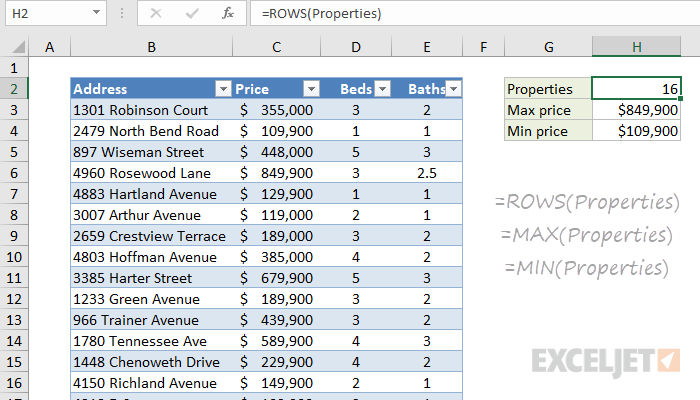 H2 fx =ROWS(Properties)
A B C D E F G H
1
2 Address Price Beds Baths Properties 16
3 1301 Robinson Court $ 355,000 3 2 Max price $849,900
4 2479 North Bend Road $ 109,900 1 1 Min price $109,900
5 897 Wiseman Street $ 448,000 5 3
6 4960 Rosewood Lane $ 849,900 3 2.5
7 4883 Hartland Avenue $ 129,900 1 1
8 3007 Arthur Avenue $ 119,000 2 1
=ROWS(Properties)
9 2659 Crestview Terrace $ 189,000 3 2
=MAX(Properties)
10 4803 Hoffman Avenue $ 385,000 4 2
=MIN(Properties)
11 3385 Harter Street $ 679,900 5 3
12 1233 Green Avenue $ 189,900 3 2
13 966 Trainer Avenue $ 439,900 3 2
14 1780 Tennessee Ave $ 589,900 4 3
15 1448 Chenoweth Drive $ 229,900 4 2
EXCELJET
16 4150 Richland Avenue $ 149,900 2 1
17